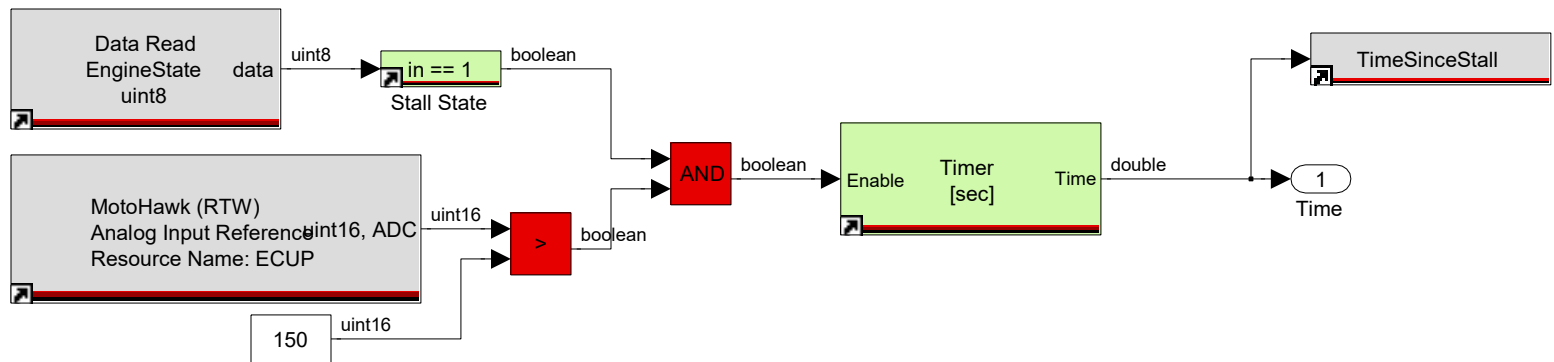 Data Read
EngineState
uint8
data
uint8
in == 1
Stall State
boolean
TimeSinceStall
MotoHawk (RTW)
Analog Input Reference
Resource Name: ECUP
uint16, ADC
uint16
>
boolean
150
uint16
AND
boolean
Enable
Timer
[sec]
Time
double
1
Time